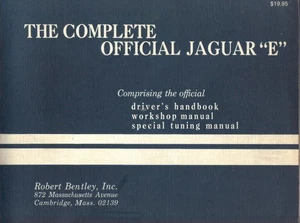 $19.95
THE COMPLETE
OFFICIAL JAGUAR "E"
Comprising the official
driver's handbook
workshop manual
special tuning manual
Robert Bentley, Inc.
872 Massachusetts Avenue
Cambridge, Mass. 02139